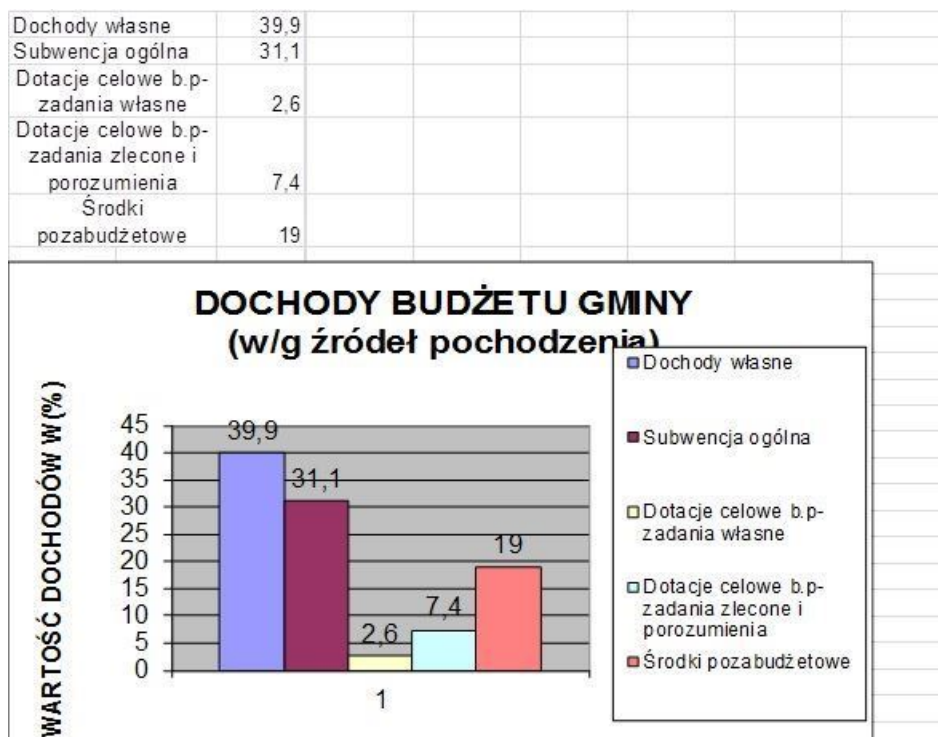 Dochody własne 39,9
Subwencja ogólna 31,1
Dotacje celowe b.p-
zadania własne 2,6
Dotacje celowe b.p-
zadania zlecone i
porozumienia 7,4
Środki
pozabudżetowe 19
DOCHODY BUDŻETU GMINY
(w/g źródeł pochodzenia)
WARTOŚĆ DOCHODÓW W(%)
45
40
35
30
25
20
15
10
5
0
39,9
31,1
2,6
7,4
19
1
Dochody własne
Subwencja ogólna
Dotacje celowe b.p-
zadania własne
Dotacje celowe b.p-
zadania zlecone i
porozumienia
Środki pozabudżetowe